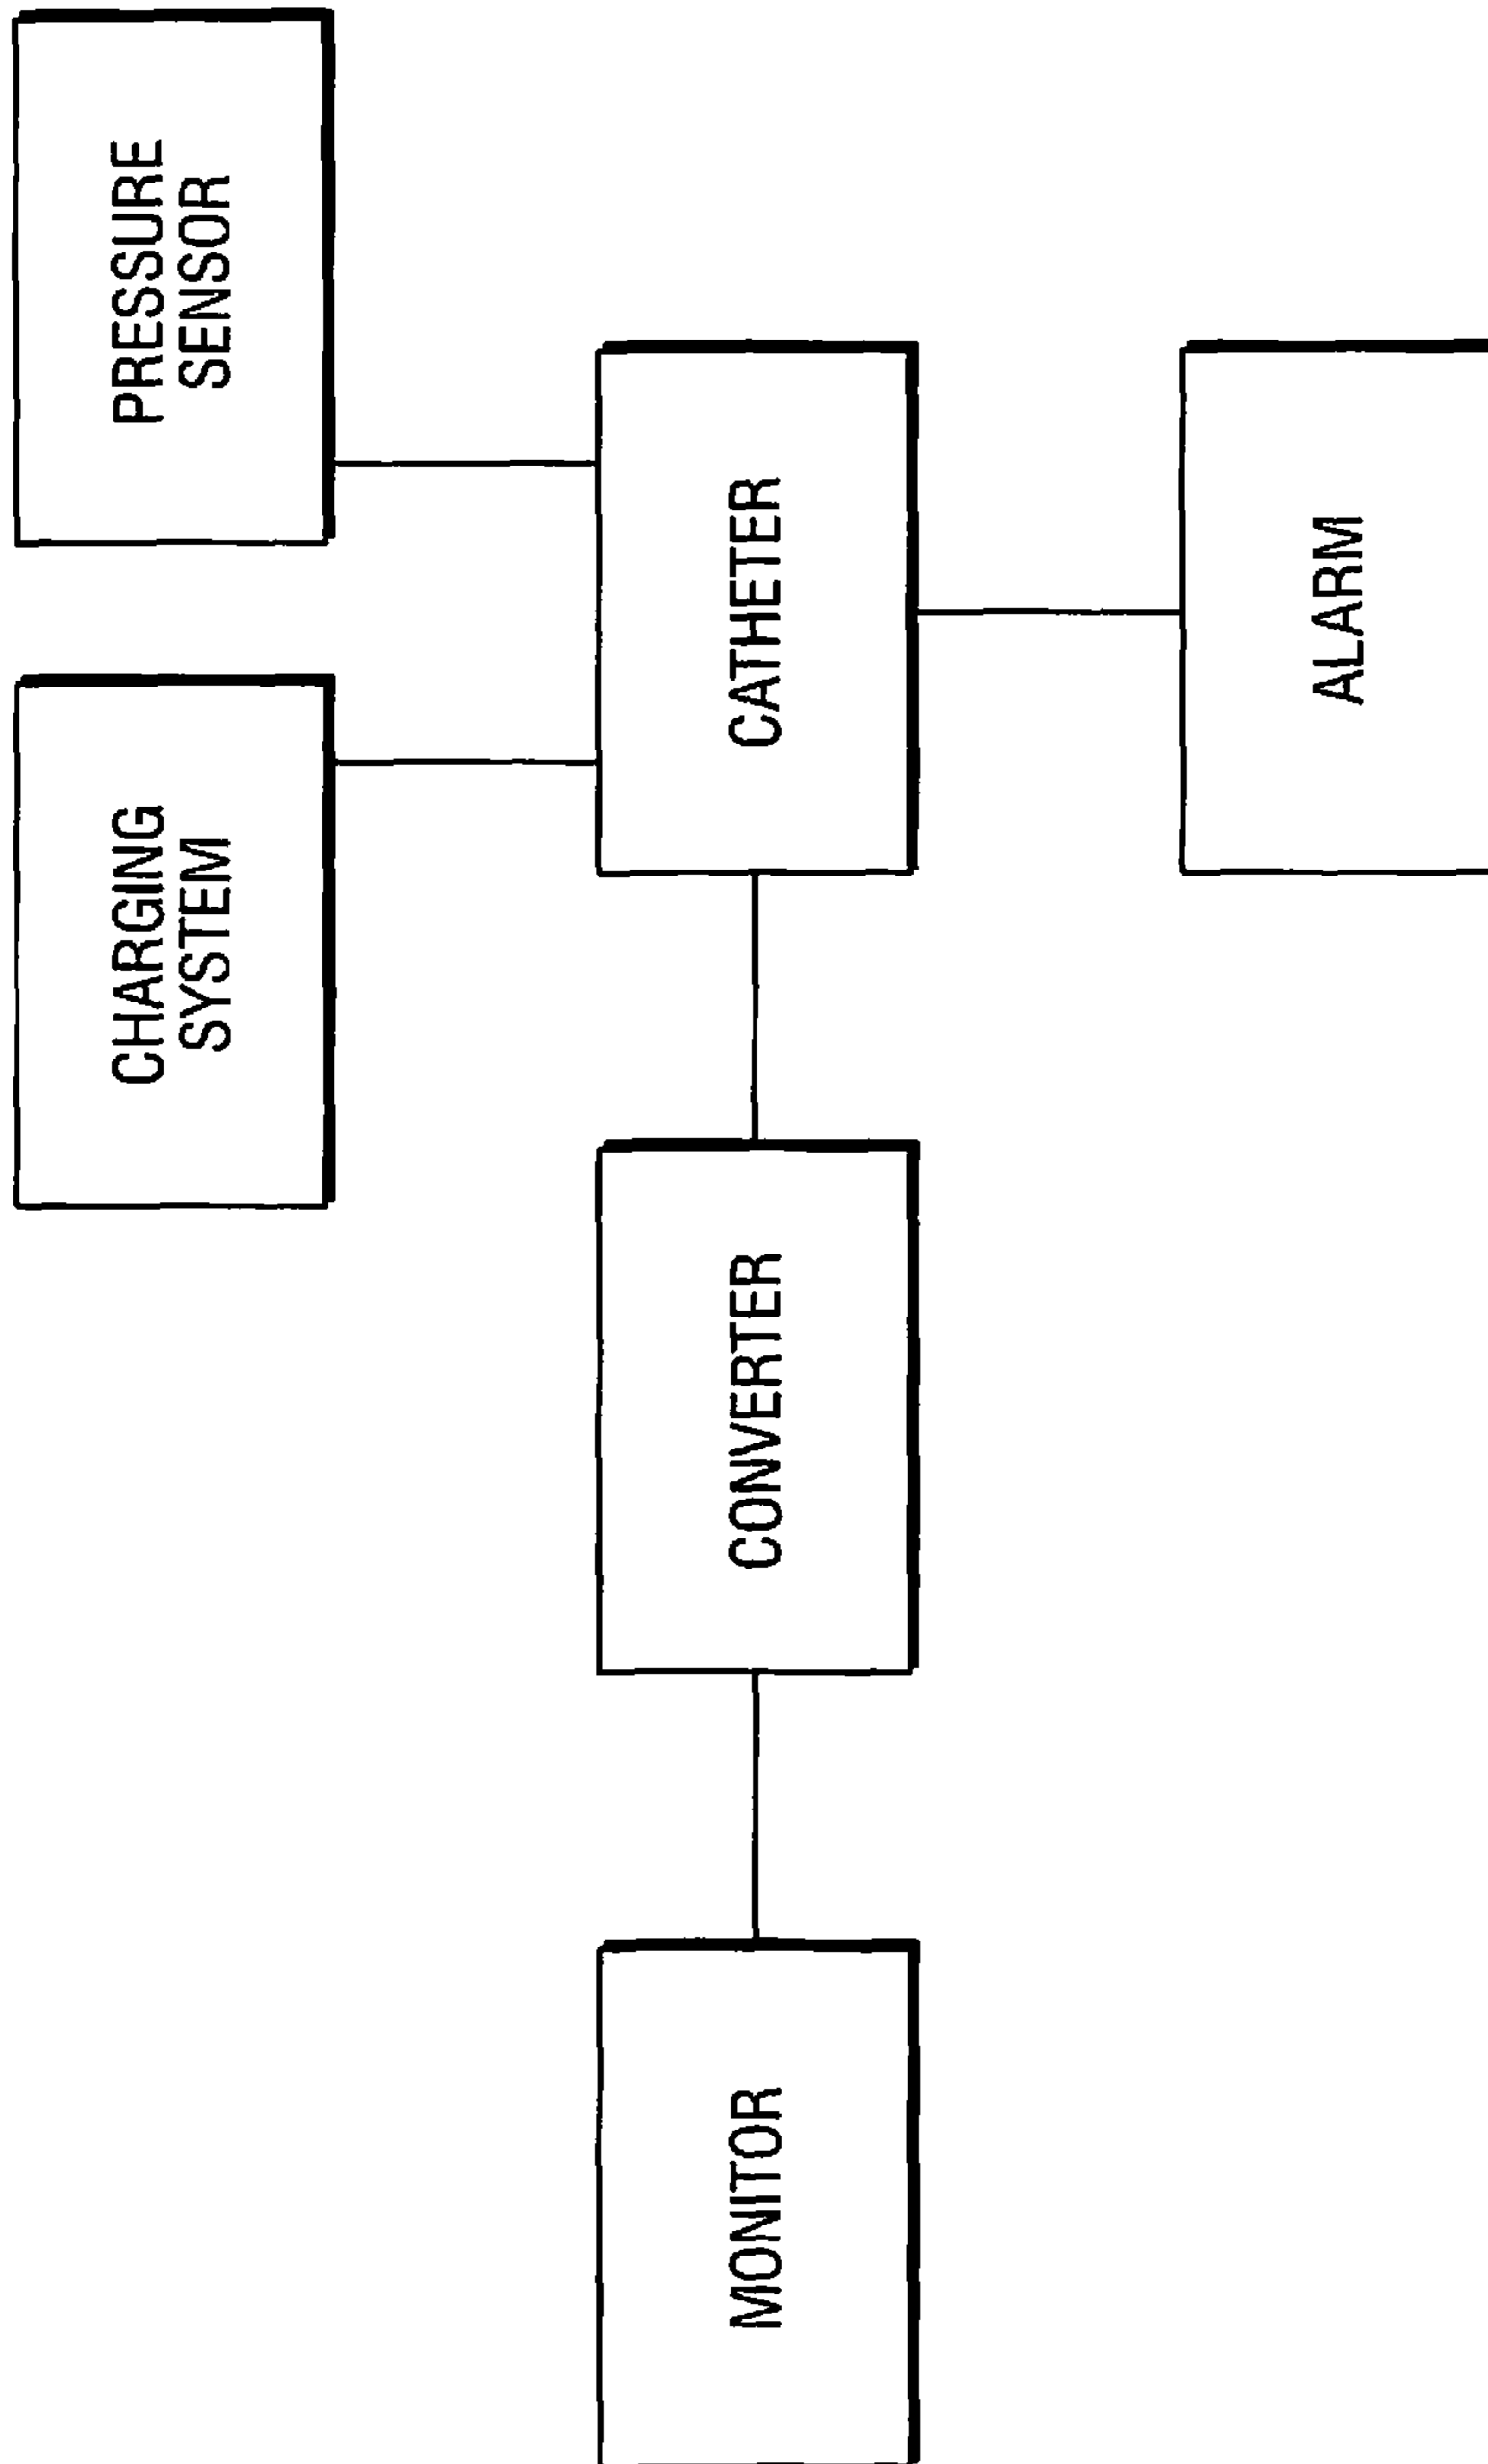 CHARGING
SYSTEM
PRESSURE
SENSOR
MONITOR
CONVERTER
CATHETER
ALARM